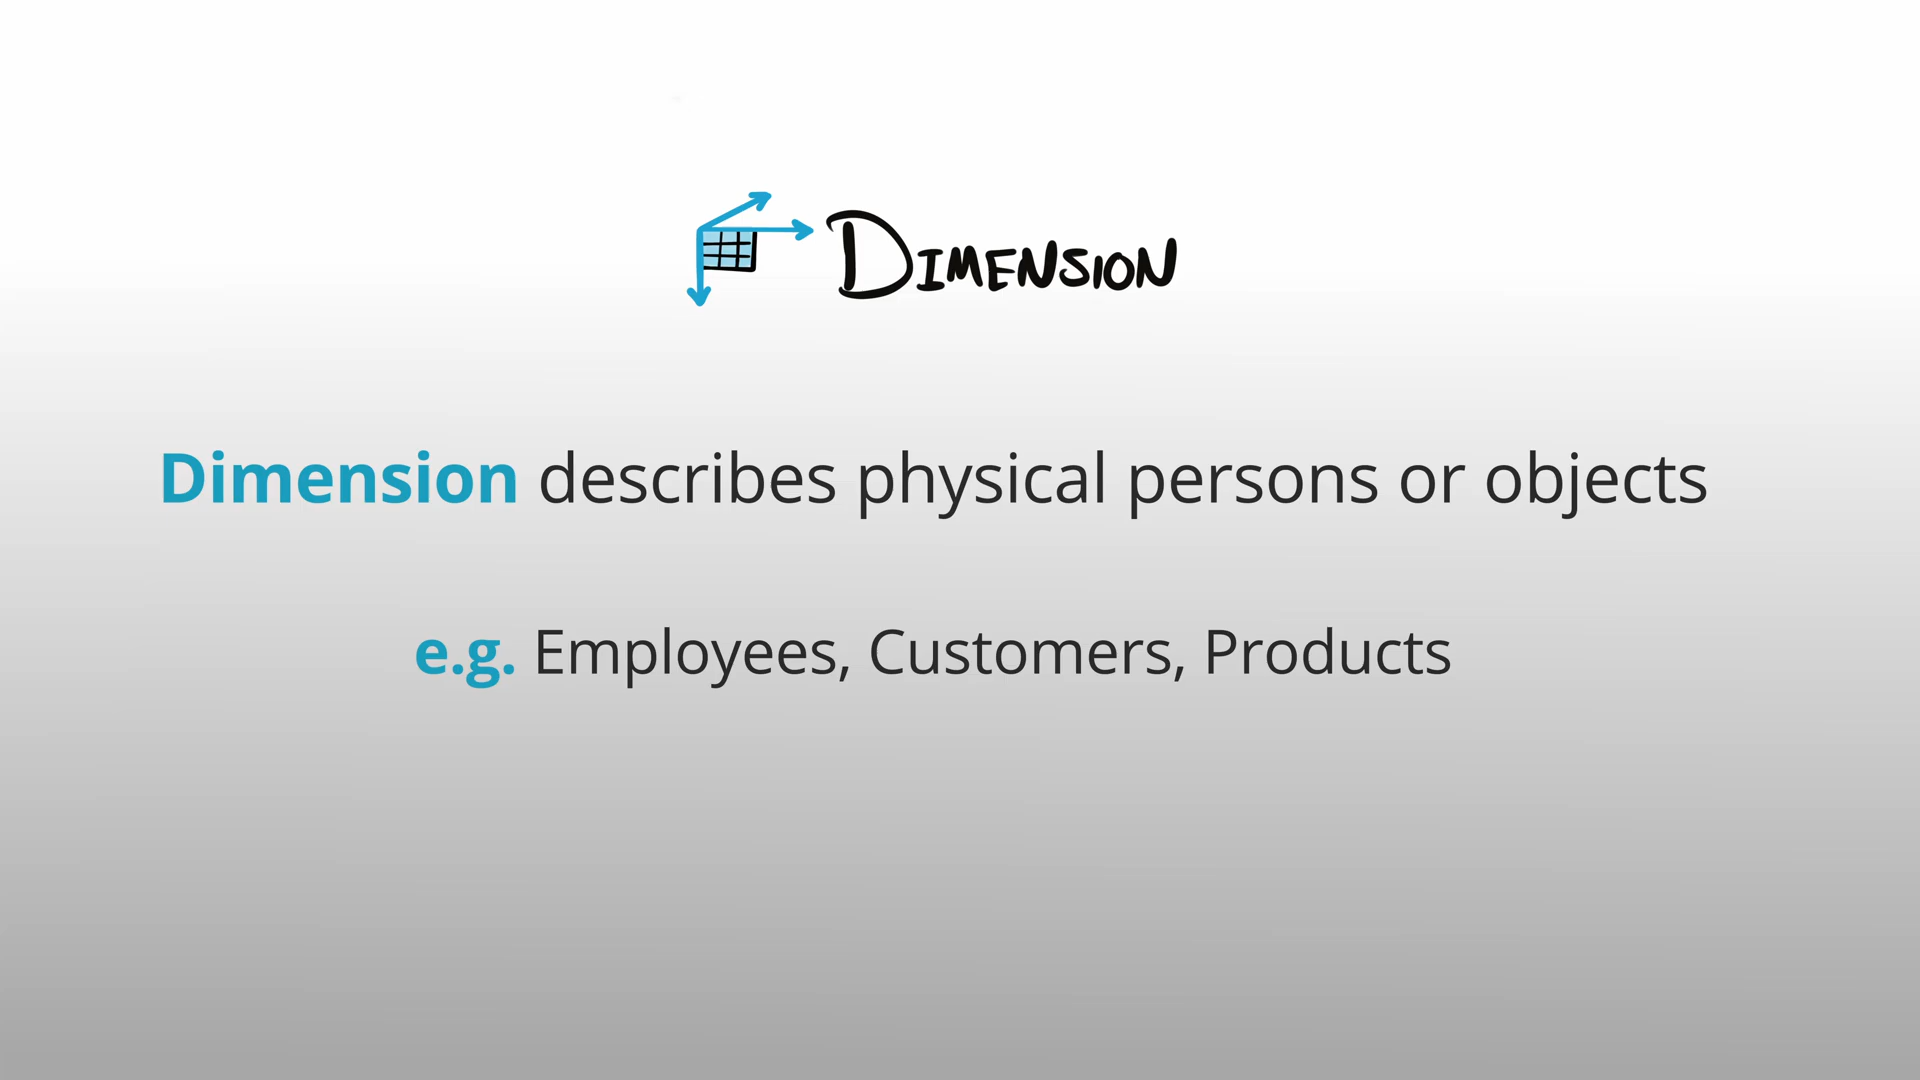 DIMENSION
Dimension describes physical persons or objects
e.g. Employees, Customers, Products